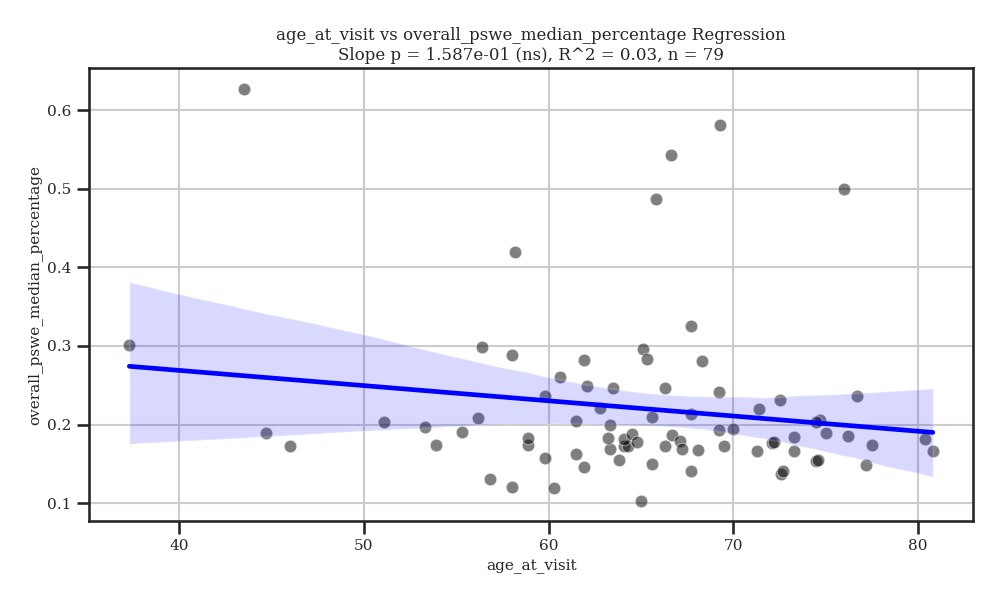 age_at_visit vs overall_pswe_median_percentage Regression
Slope p = 1.587e-01 (ns), R^2 = 0.03, n = 79
overall_pswe_median_percentage
0.6
0.5
0.4
0.3
0.2
0.1
40 50 60 70 80
age_at_visit